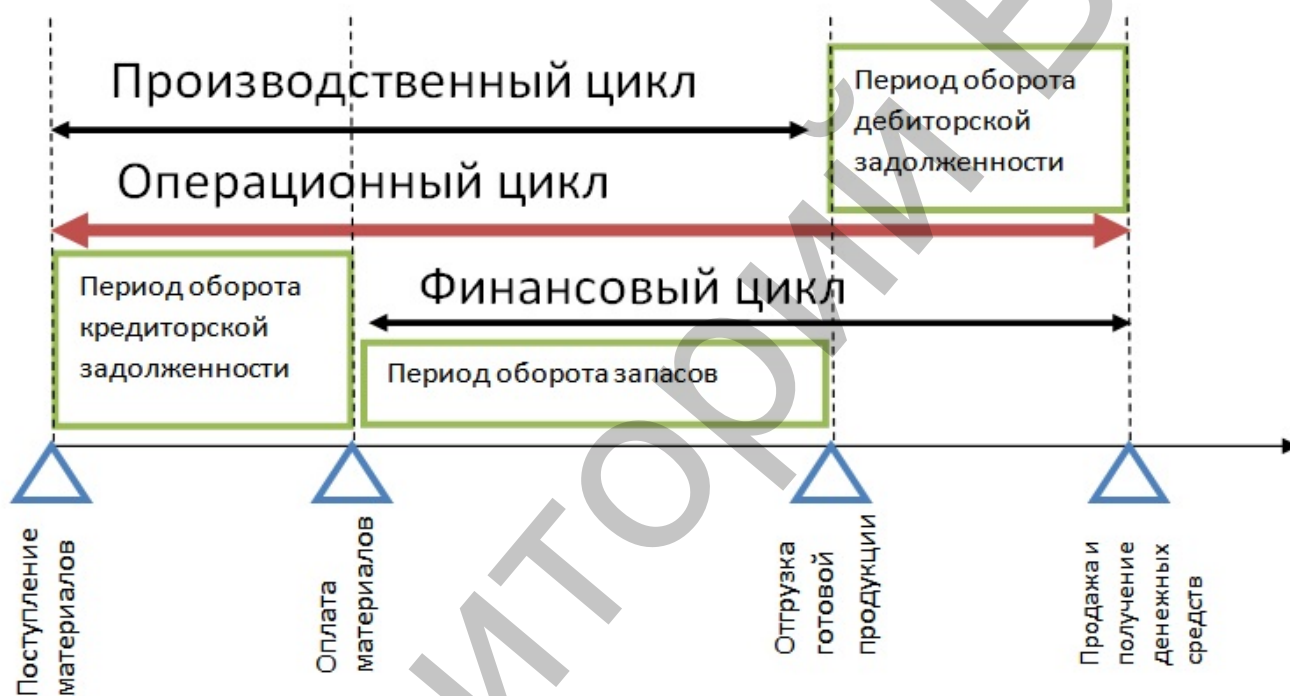 Производственный цикл
Период оборота
дебиторской
задолженности
Операционный цикл
Период оборота
кредиторской
задолженности
Финансовый цикл
Период оборота запасов
Поступление
материалов
Оплата
материалов
Отгрузка
готовой
продукции
Продажа и
получение
денежных
средств